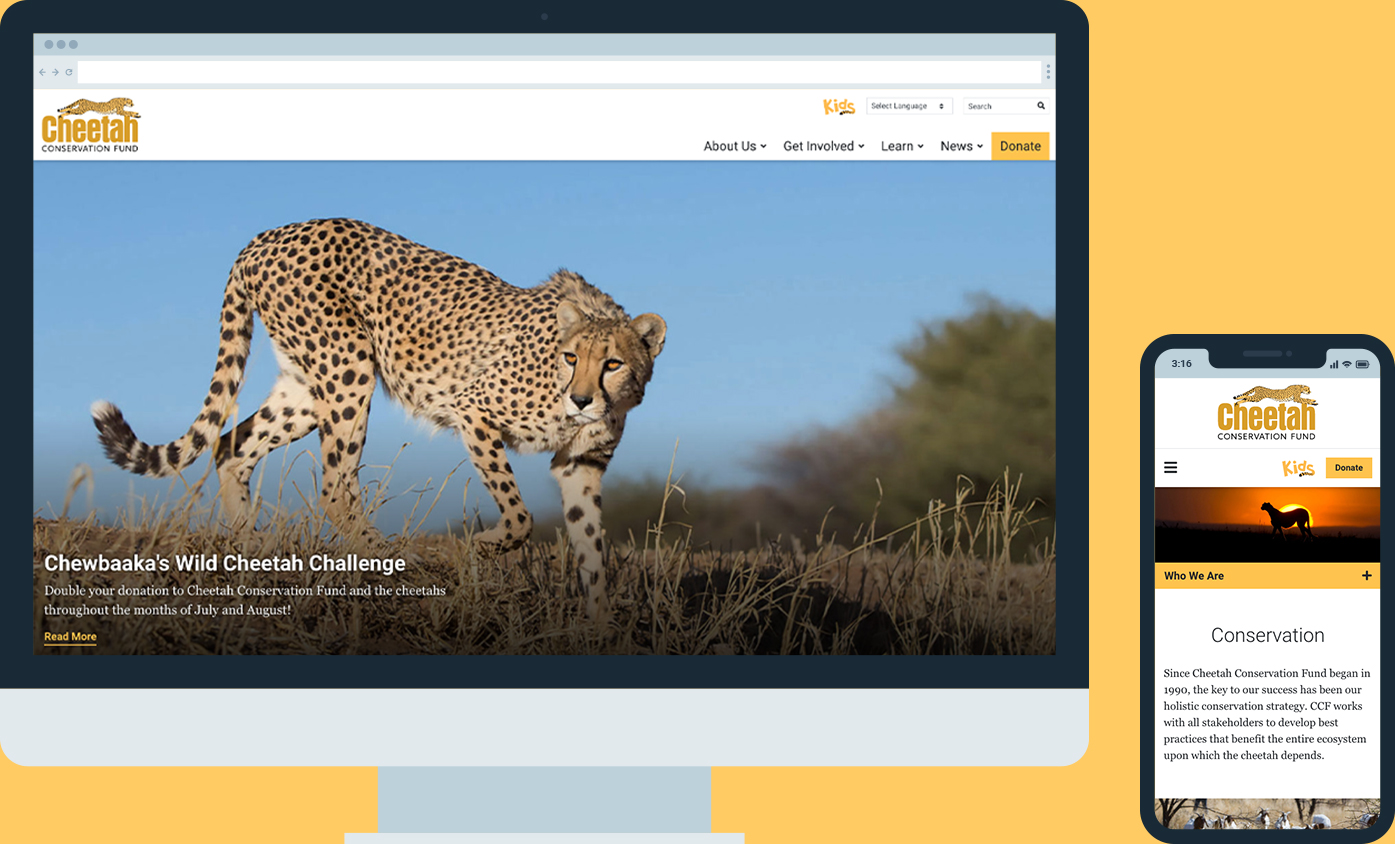 Cheetah
CONSERVATION FUND
Kids
Select Language
Search
About Us
Get Involved
Learn
News
Donate
Chewbaaka's Wild Cheetah Challenge
Double your donation to Cheetah Conservation Fund and the cheetahs
throughout the months of July and August!
Read More
3:16
Cheetah
CONSERVATION FUND
Kids
Donate
Who We Are
Conservation
Since Cheetah Conservation Fund began in
1990, the key to our success has been our
holistic conservation strategy. CCF works
with all stakeholders to develop best
practices that benefit the entire ecosystem
upon which the cheetah depends.